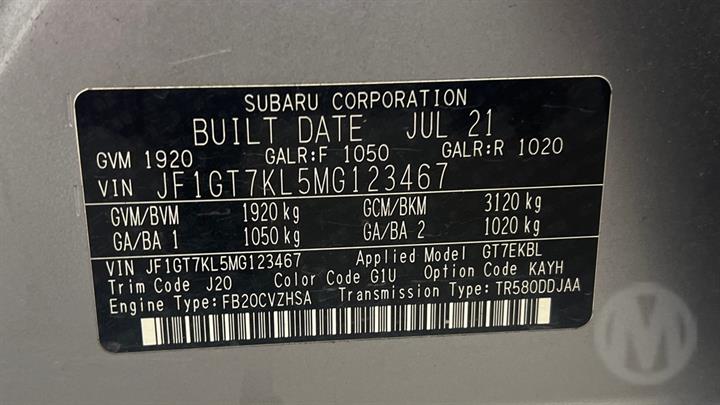 SUBARU CORPORATION
BUILT DATE JUL 21
GVM 1920 GALR:F 1050 GALR:R 1020
VIN JF1GT7KL5MG123467
GVM/BVM 1920 kg GCM/BKM 3120 kg
GA/BA 1 1050 kg GA/BA 2 1020 kg
VIN JF1GT7KL5MG123467 Applied Model GT7EKBL
Trim Code J20 Color Code G1U Option Code KAYH
Engine Type:FB20CVZHSA Transmission Type:TR580DDJAA
M